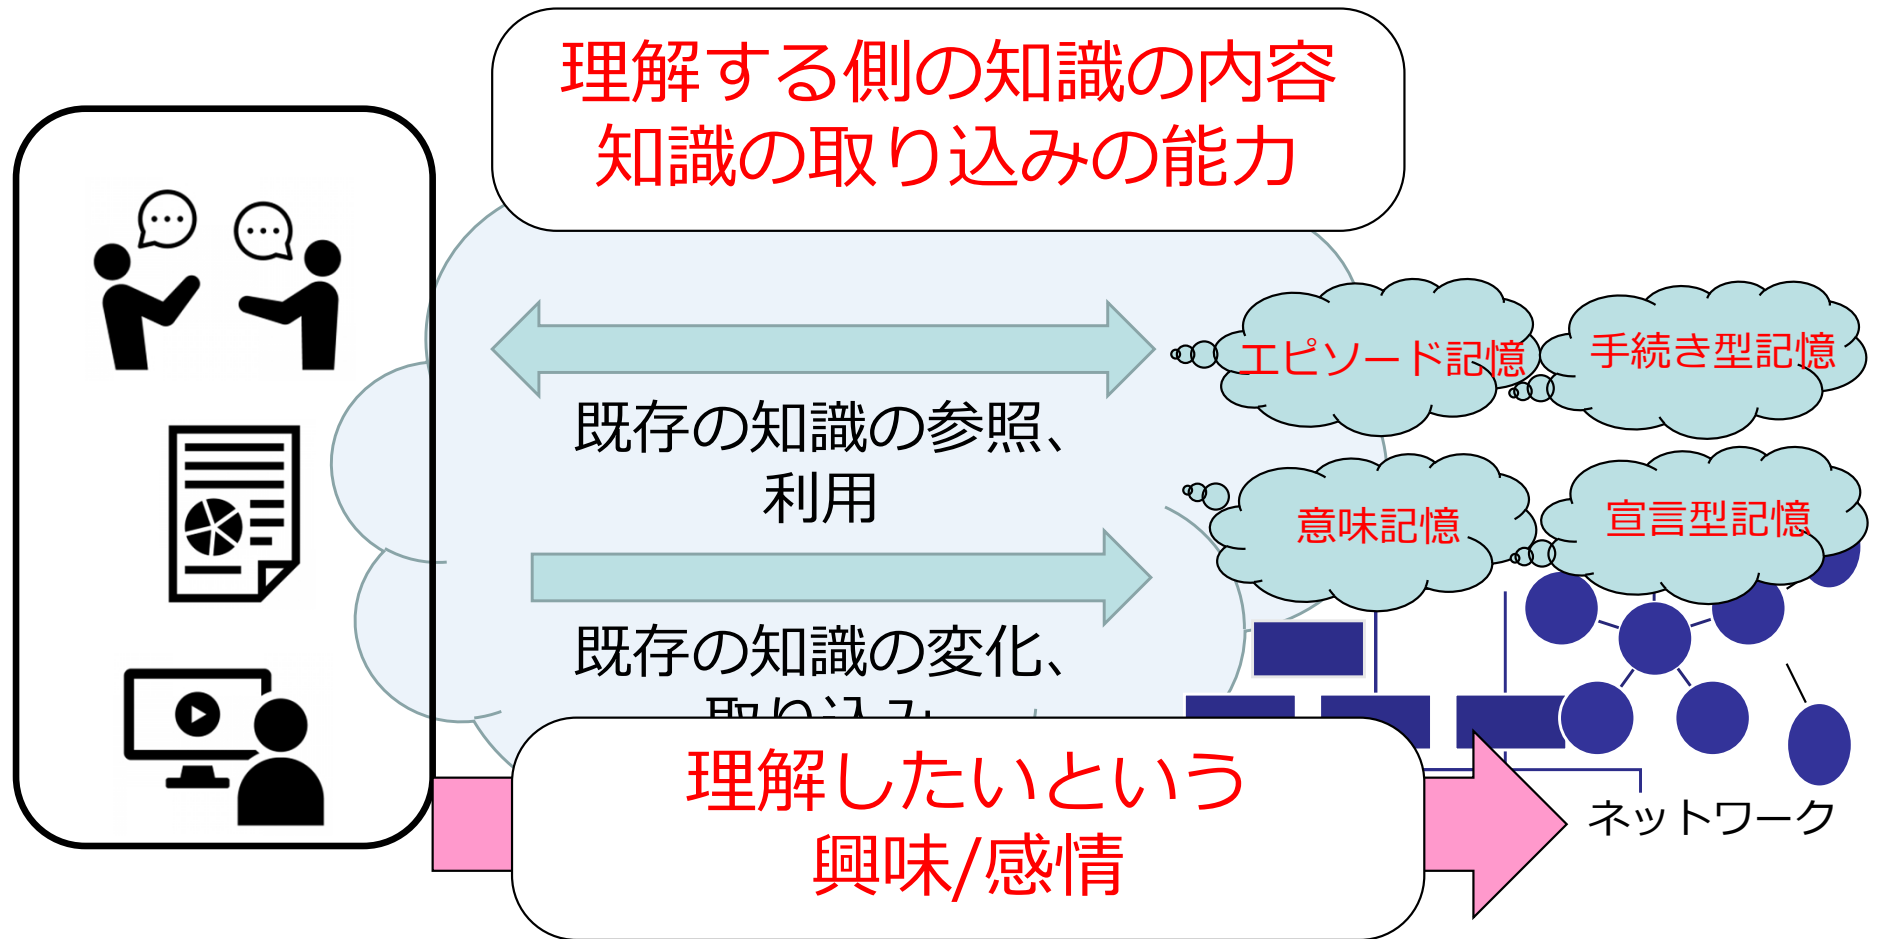 理解する側の知識の内容
知識の取り込みの能力
エピソード記憶
手続き型記憶
既存の知識の参照、
利用
意味記憶
宣言型記憶
既存の知識の変化、
取り込み
理解したいという
興味/感情
ネットワーク